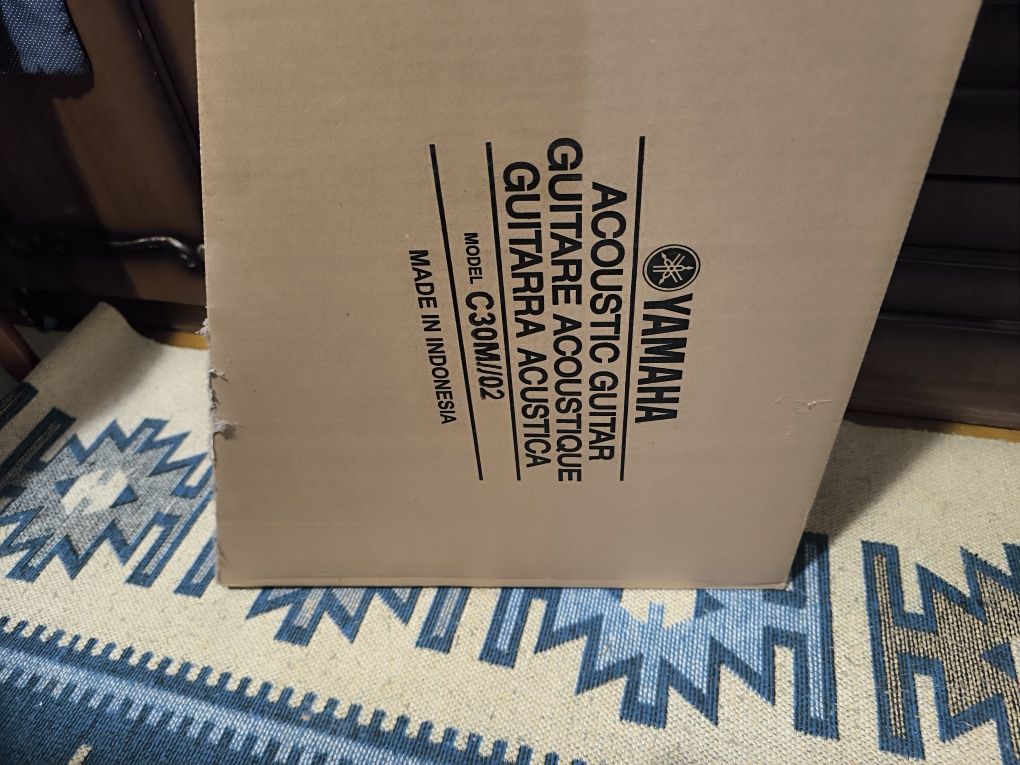 YAMAHA
ACOUSTIC GUITAR
GUITARE ACOUSTIQUE
GUITARRA ACUSTICA
MODEL C30M//02
MADE IN INDONESIA